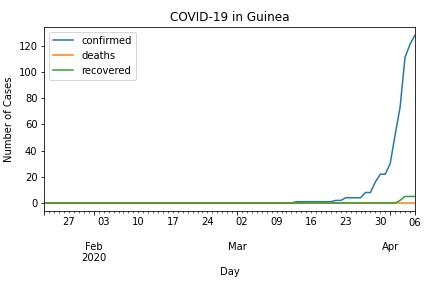 COVID-19 in Guinea
confirmed
deaths
recovered
Number of Cases
120
100
80
60
40
20
0
27 03 10 17 24 02 09 16 23 30 06
Feb Mar Apr
2020
Day